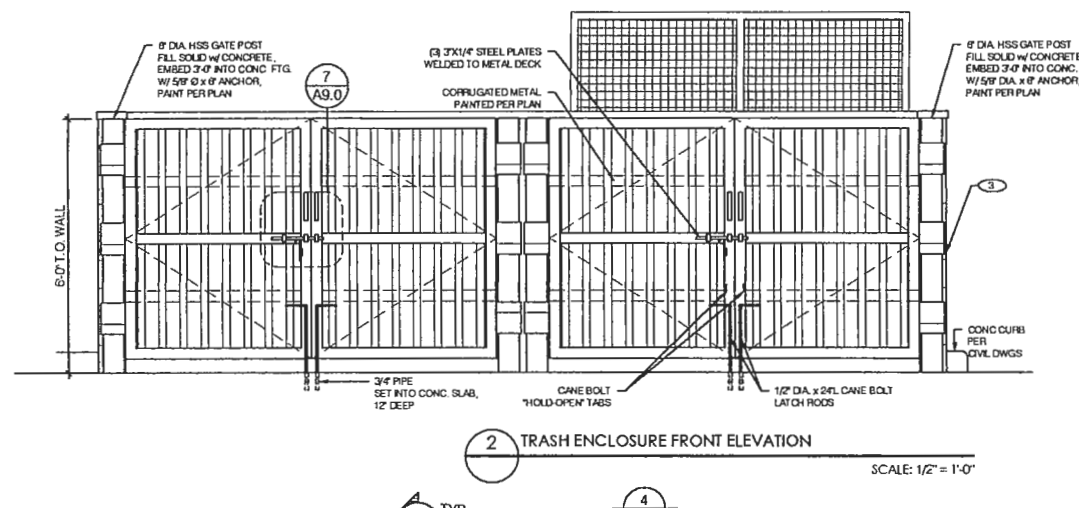 6" DIA. HSS GATE POST
FILL SOLID w/ CONCRETE,
EMBED 3'-0" INTO CONC. FTG.
W/ 5/8" Ø x 6" ANCHOR,
PAINT PER PLAN
7
A9.0
(3) 3"X1/4" STEEL PLATES
WELDED TO METAL DECK
CORRUGATED METAL
PAINTED PER PLAN
6" DIA. HSS GATE POST
FILL SOLID w/ CONCRETE,
EMBED 3'-0" INTO CONC.
W/ 5/8" DIA. x 6" ANCHOR,
PAINT PER PLAN
3
6'-0" T.O. WALL
CONC CURB
PER
CIVIL DWGS
3/4" PIPE
SET INTO CONC. SLAB,
12" DEEP
CANE BOLT
"HOLD-OPEN" TABS
1/2" DIA. x 24"L CANE BOLT
LATCH RODS
2
TRASH ENCLOSURE FRONT ELEVATION
SCALE: 1/2" = 1'-0"
A
TYP
4